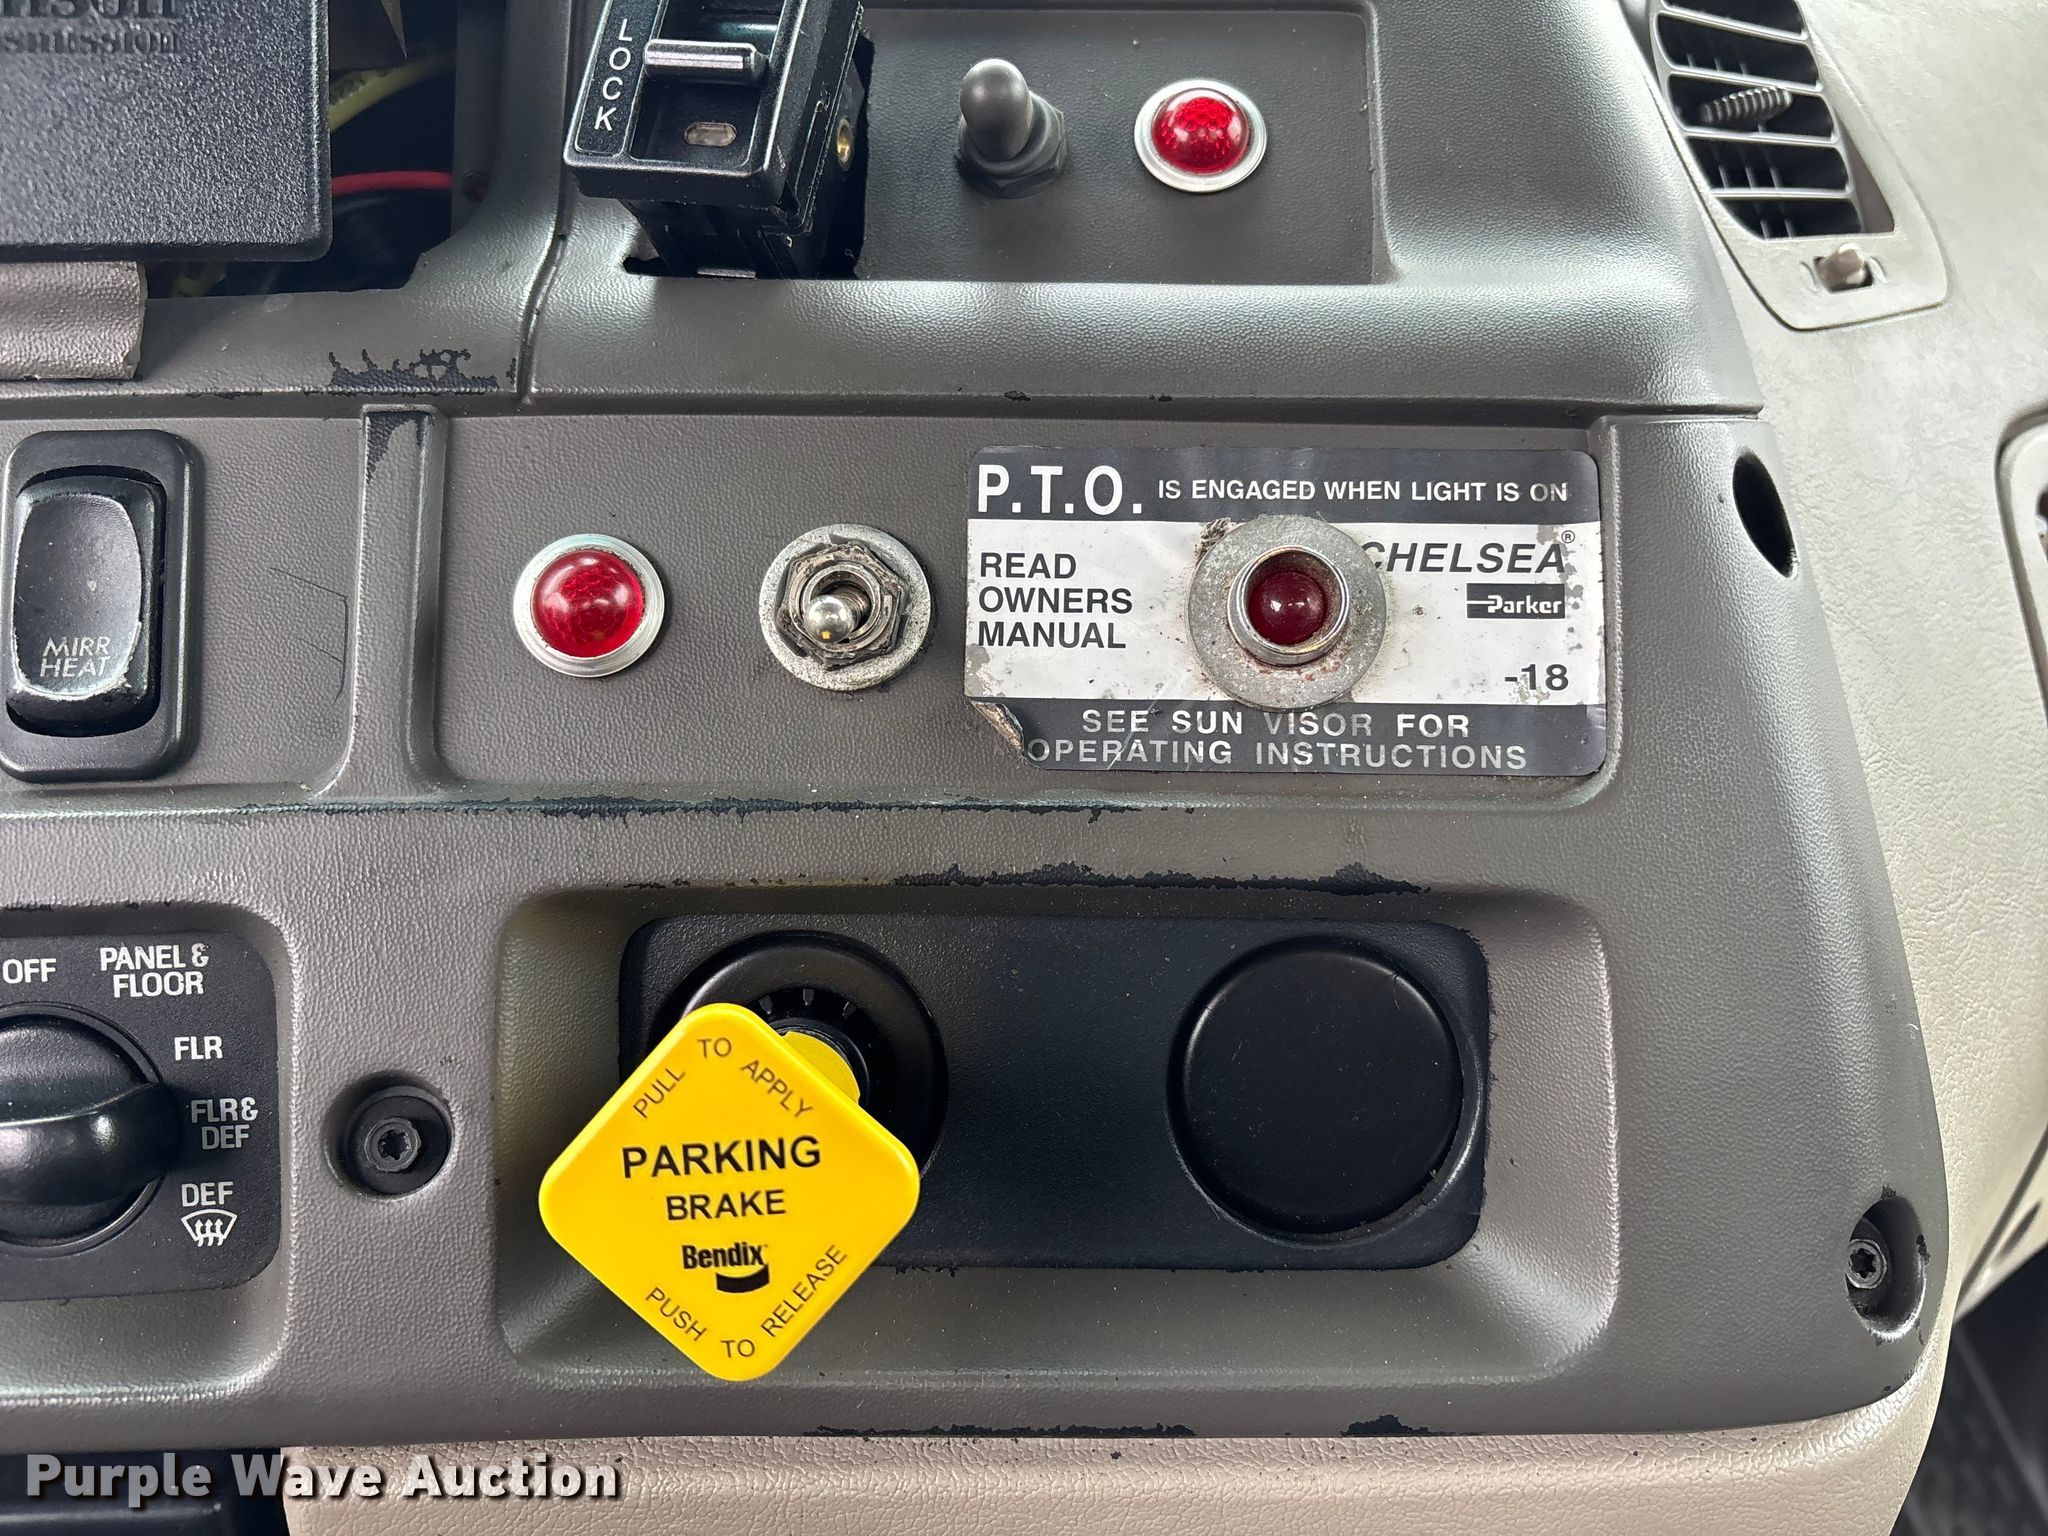 LOCK
P.T.O. IS ENGAGED WHEN LIGHT IS ON
READ
OWNERS
MANUAL
CHELSEA®
Parker
-18
SEE SUN VISOR FOR
OPERATING INSTRUCTIONS
MIRR
HEAT
OFF
PANEL &
FLOOR
FLR
FLR &
DEF
DEF
PULL TO APPLY
PARKING
BRAKE
Bendix
PUSH TO RELEASE
Purple Wave Auction